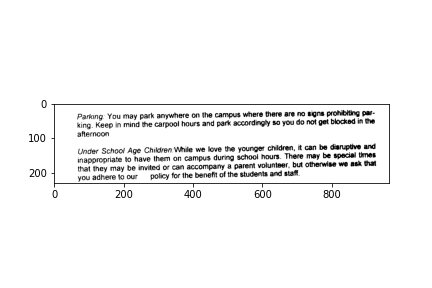 0
100
200
Parking. You may park anywhere on the campus where there are no signs prohibiting par-
king. Keep in mind the carpool hours and park accordingly so you do not get blocked in the
afternoon
Under School Age Children While we love the younger children, it can be disruptive and
inappropriate to have them on campus during school hours. There may be special times
that they may be invited or can accompany a parent volunteer, but otherwise we ask that
you adhere to our policy for the benefit of the students and staff.
0 200 400 600 800